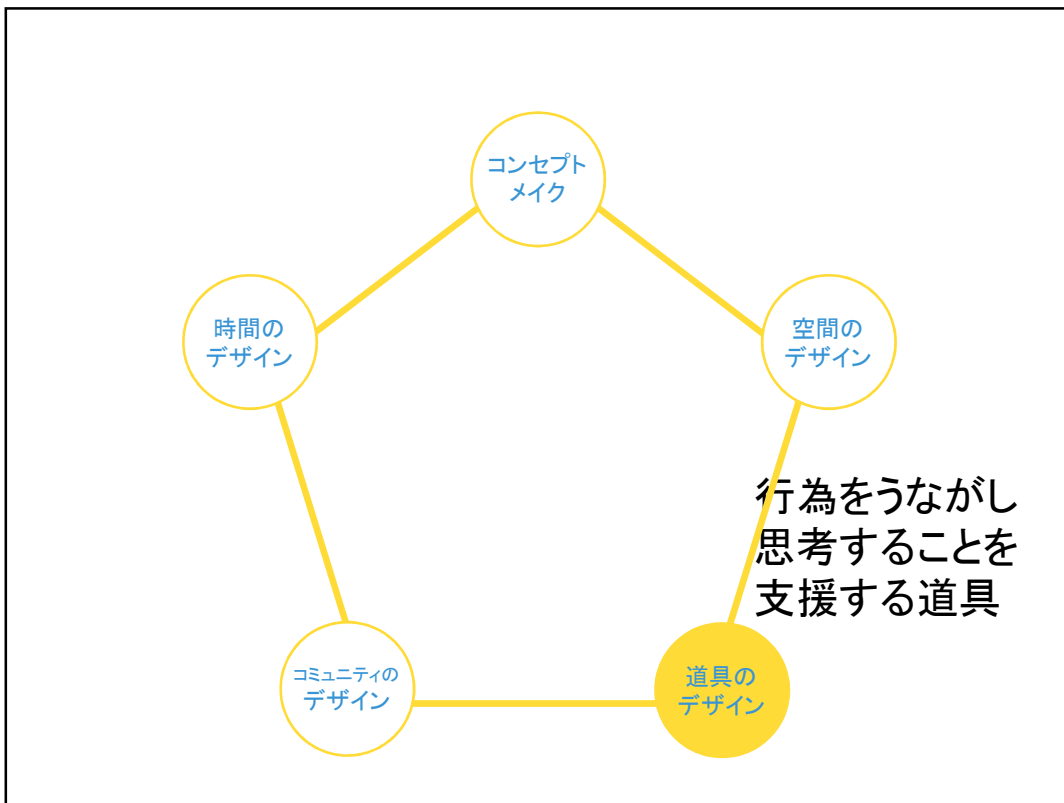 コンセプト
メイク
時間の
デザイン
空間の
デザイン
行為をうながし
思考することを
支援する道具
コミュニティの
デザイン
道具の
デザイン